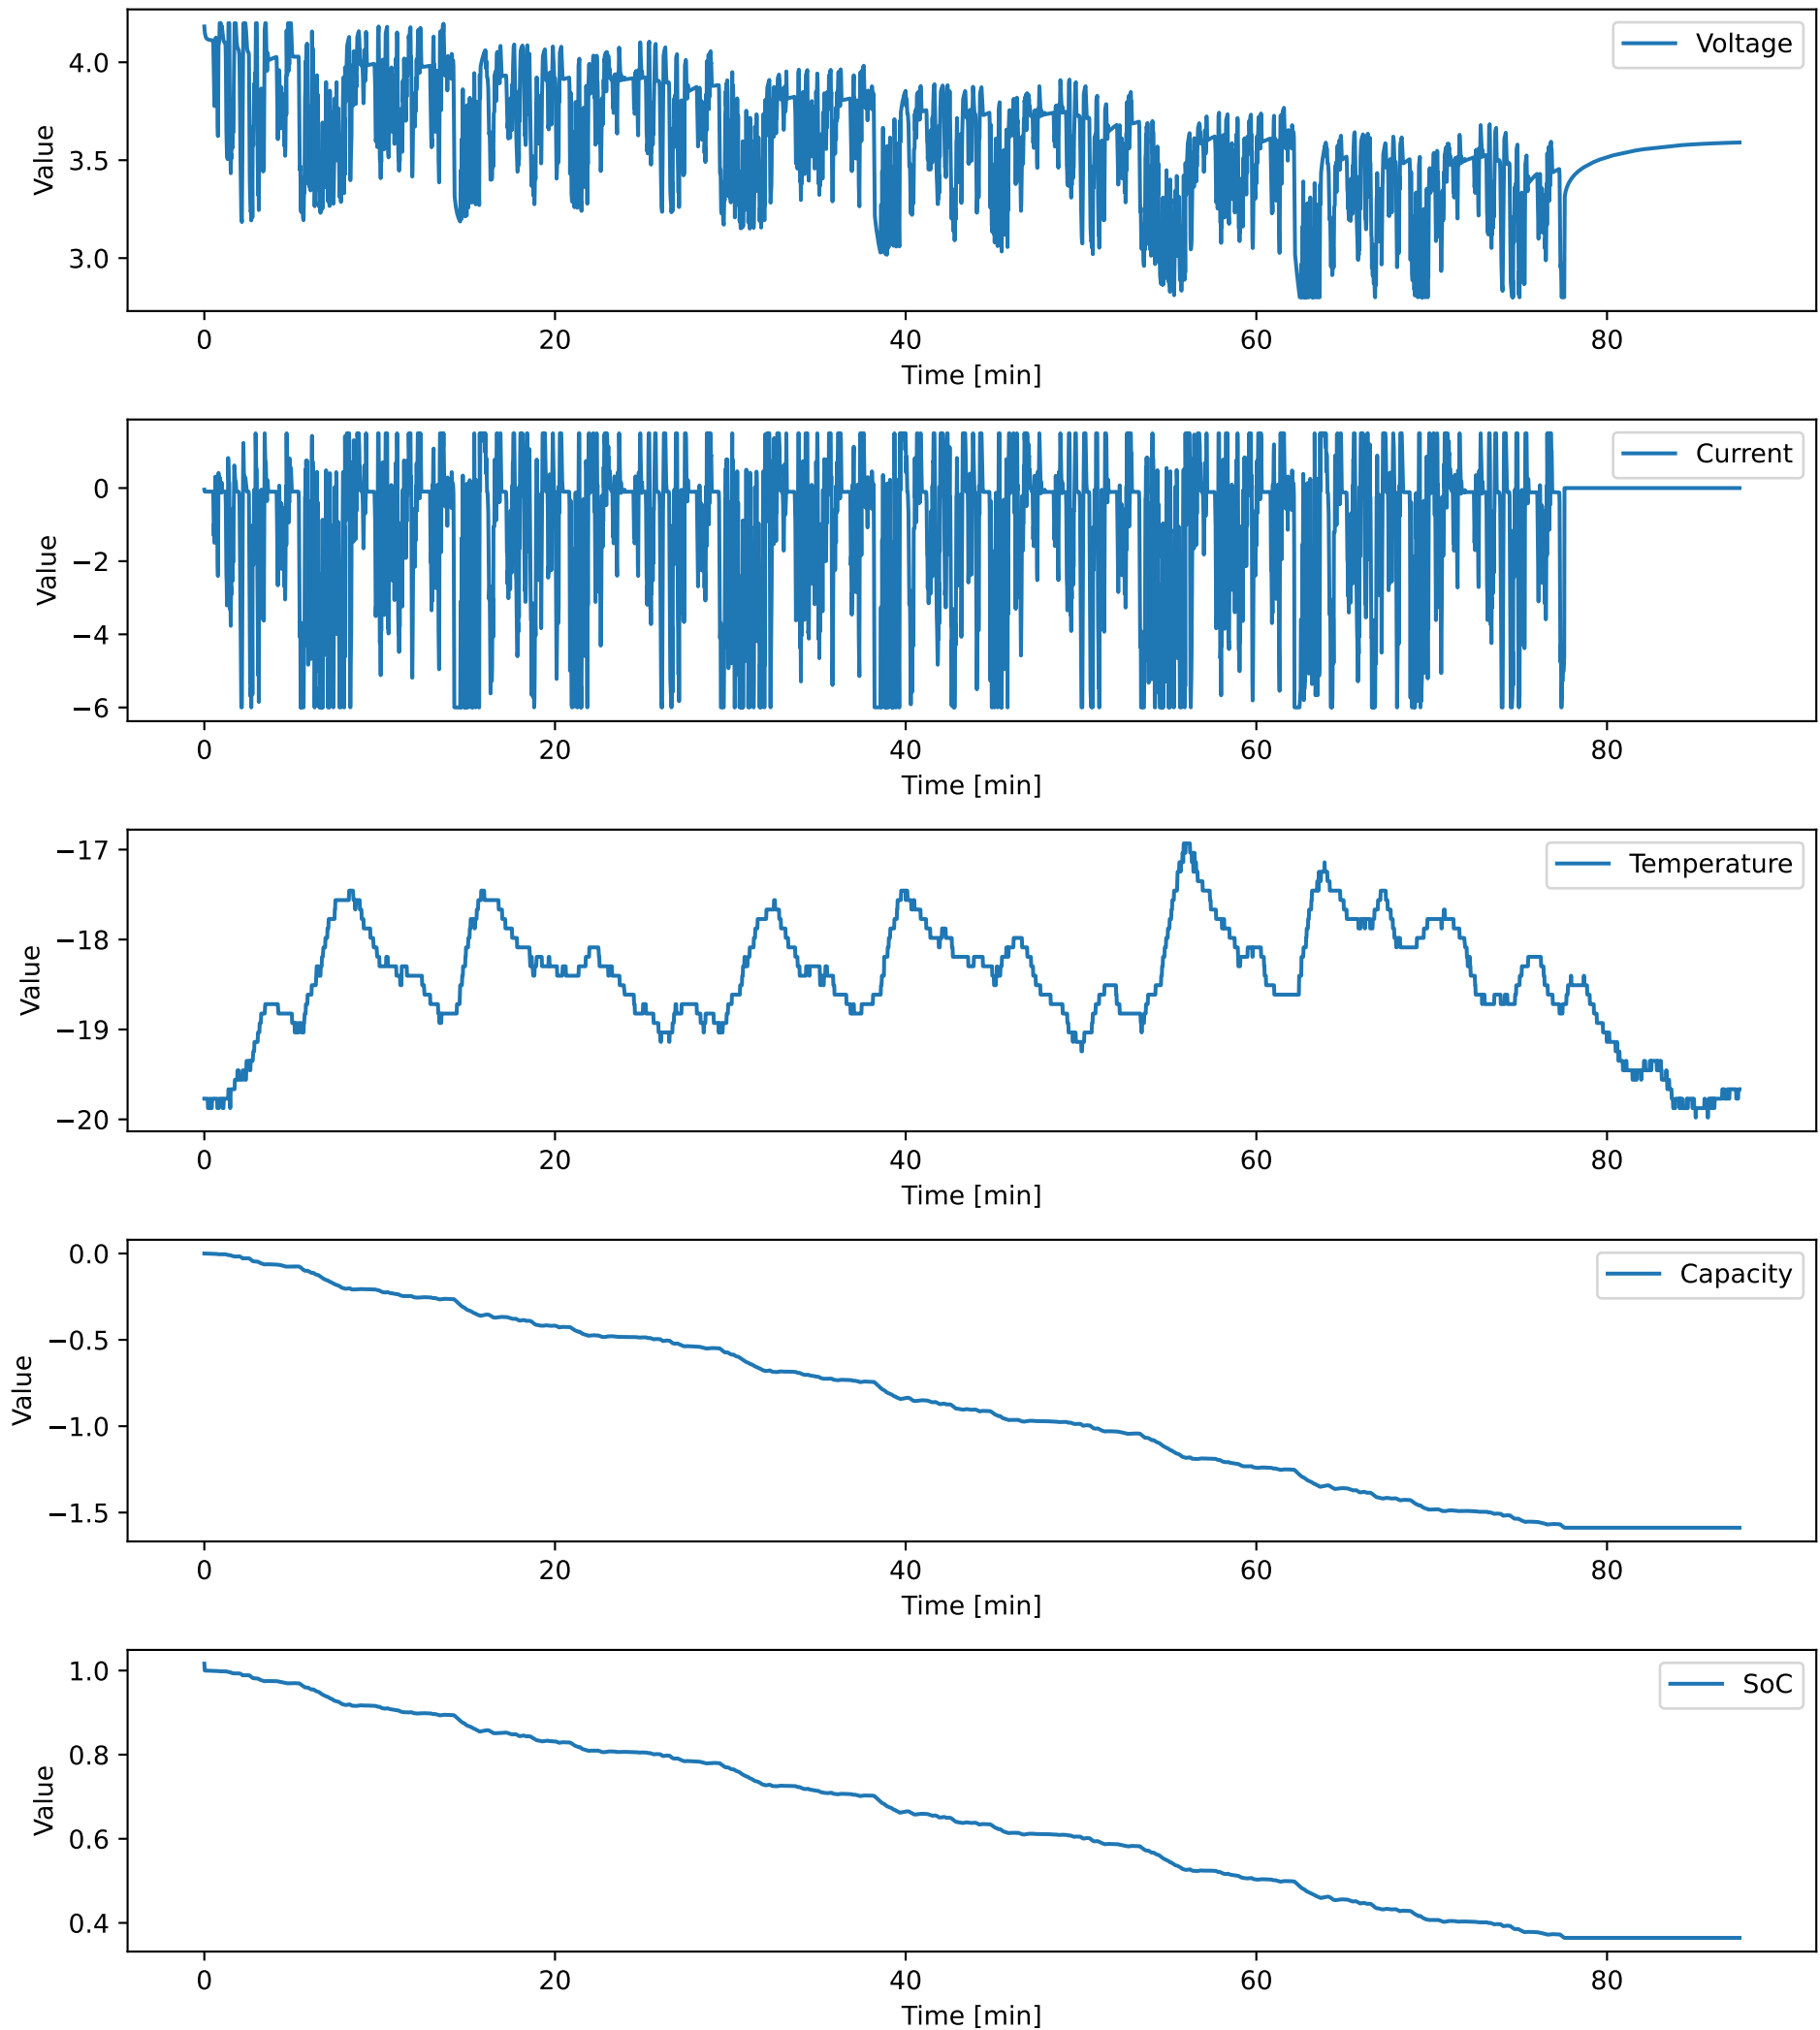 Voltage
4.0
3.5
3.0
Value
0 20 40 60 80
Time [min]
Current
0
−2
−4
−6
Value
0 20 40 60 80
Time [min]
Temperature
−17
−18
−19
−20
Value
0 20 40 60 80
Time [min]
Capacity
0.0
−0.5
−1.0
−1.5
Value
0 20 40 60 80
Time [min]
SoC
1.0
0.8
0.6
0.4
Value
0 20 40 60 80
Time [min]